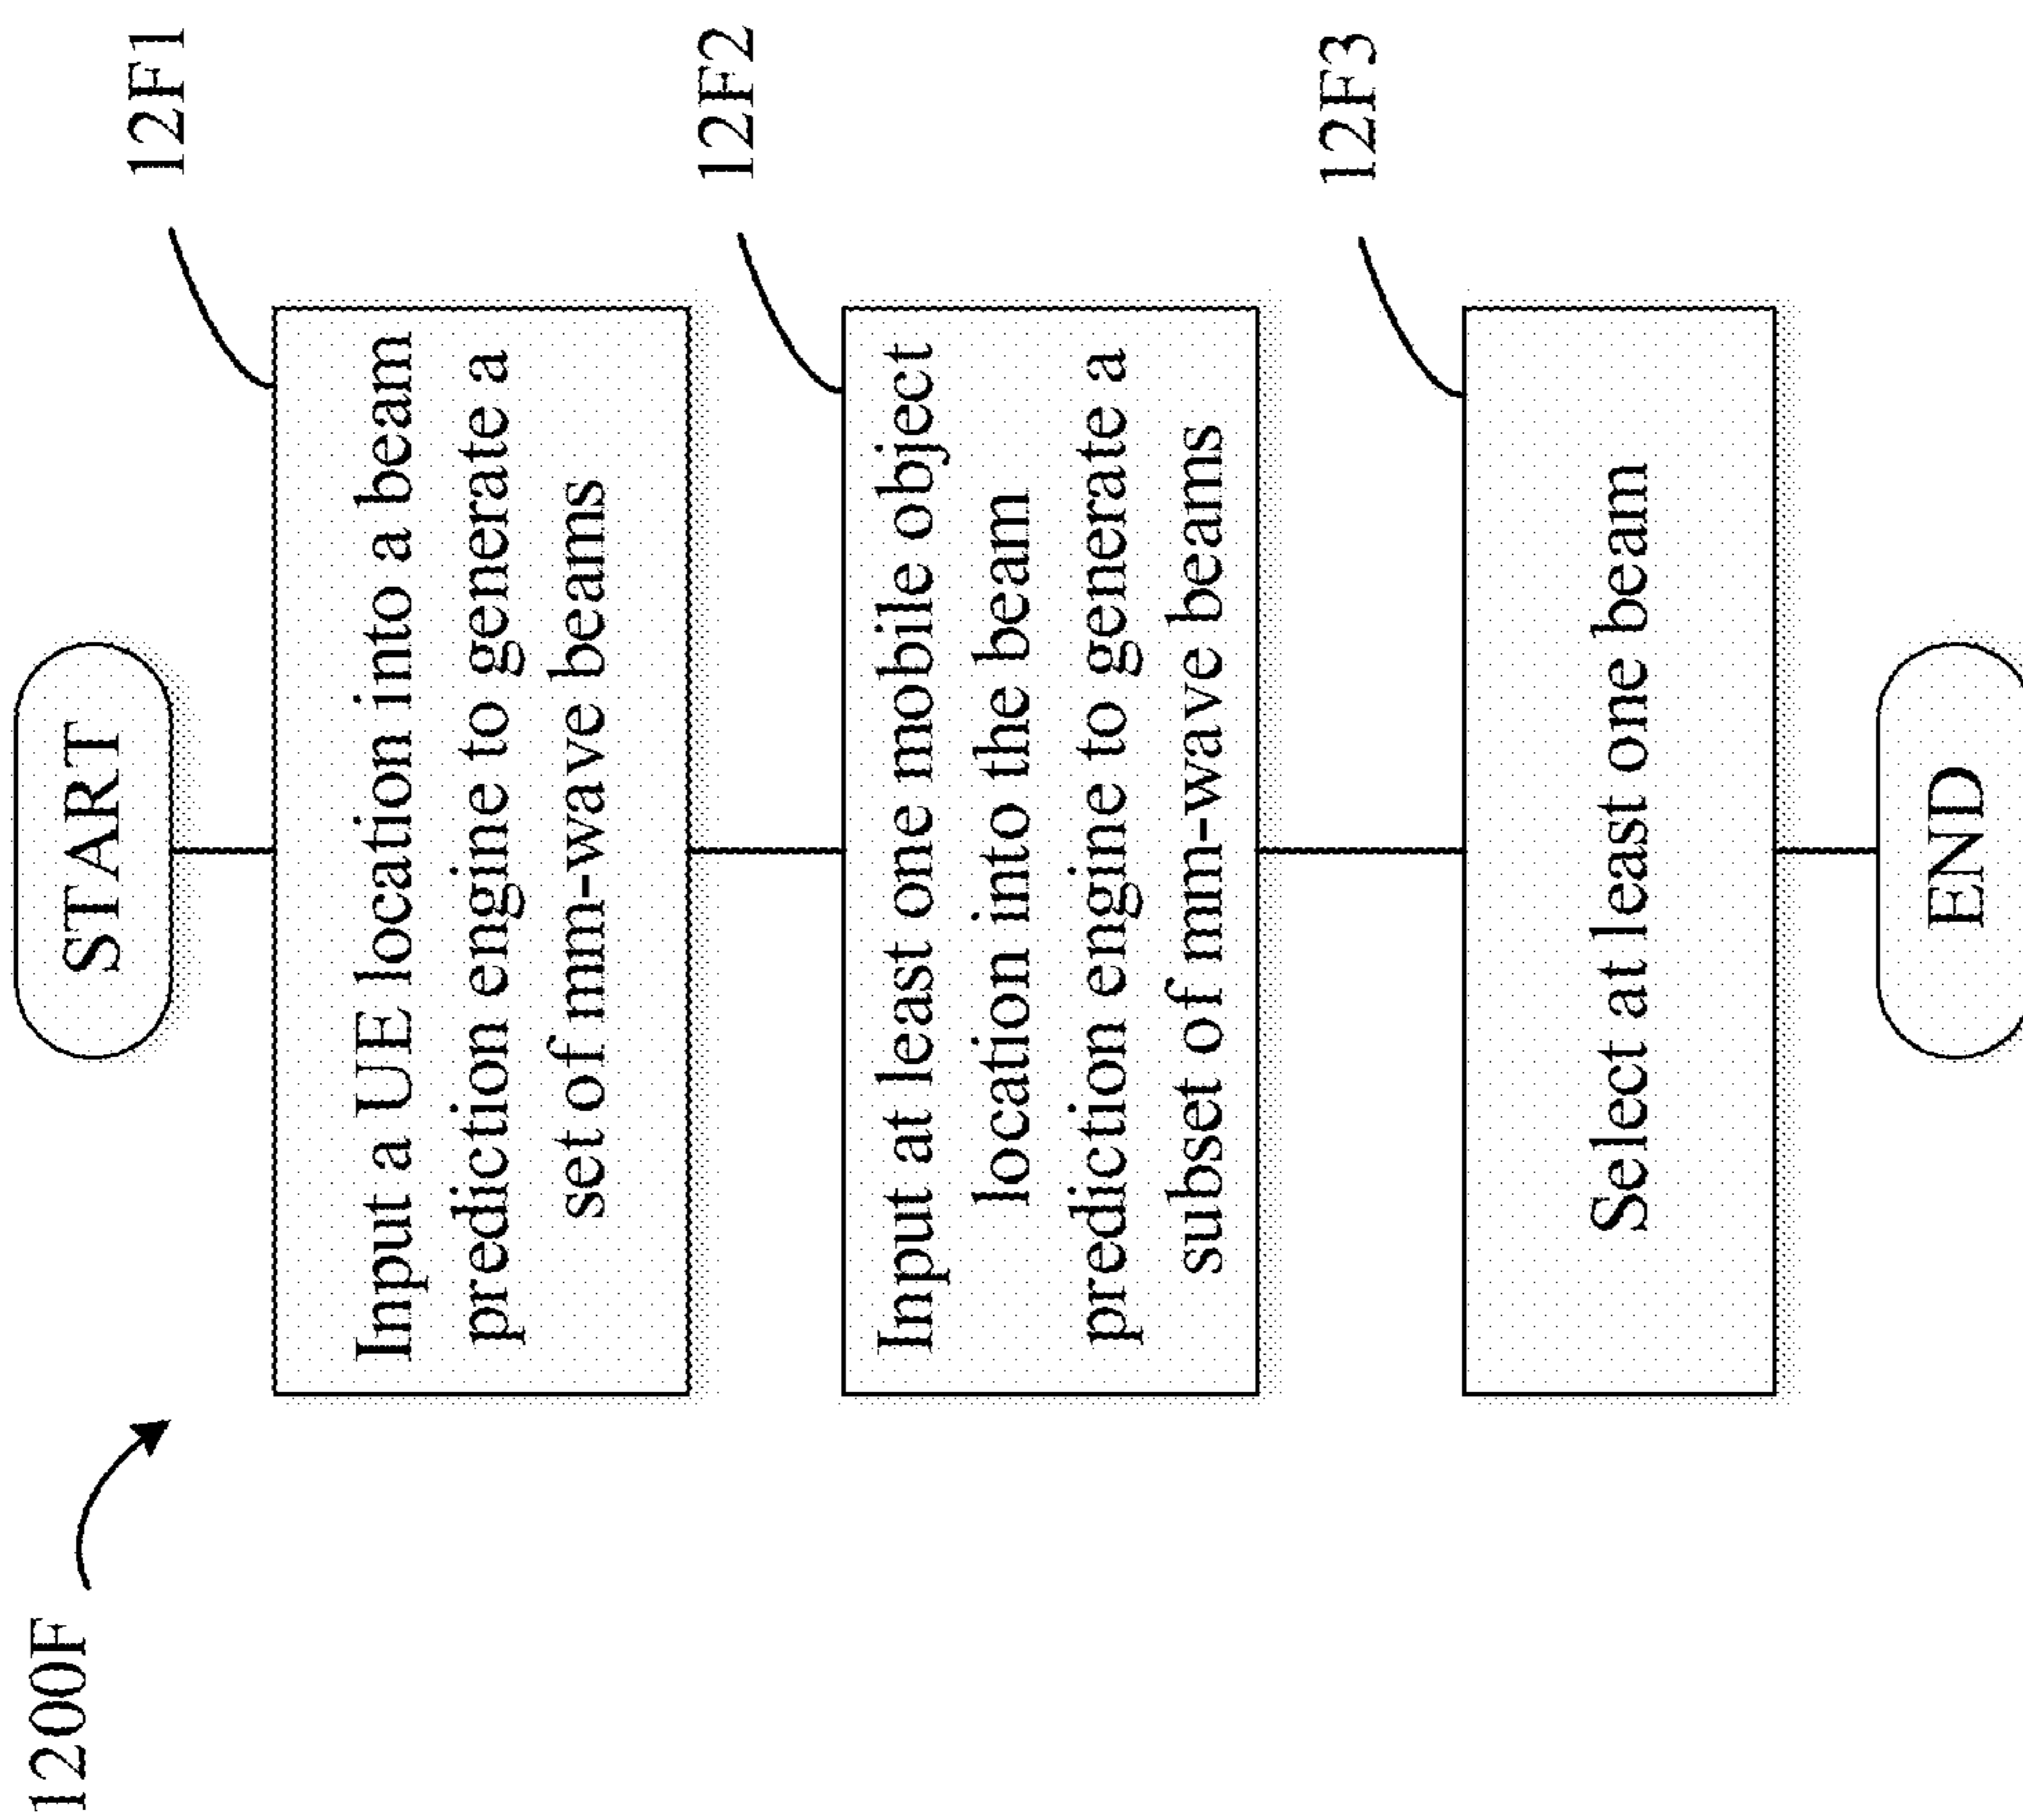 1200F
START
12F1
Input a UE location into a beam
prediction engine to generate a
set of mm-wave beams
12F2
Input at least one mobile object
location into the beam
prediction engine to generate a
subset of mm-wave beams
12F3
Select at least one beam
END